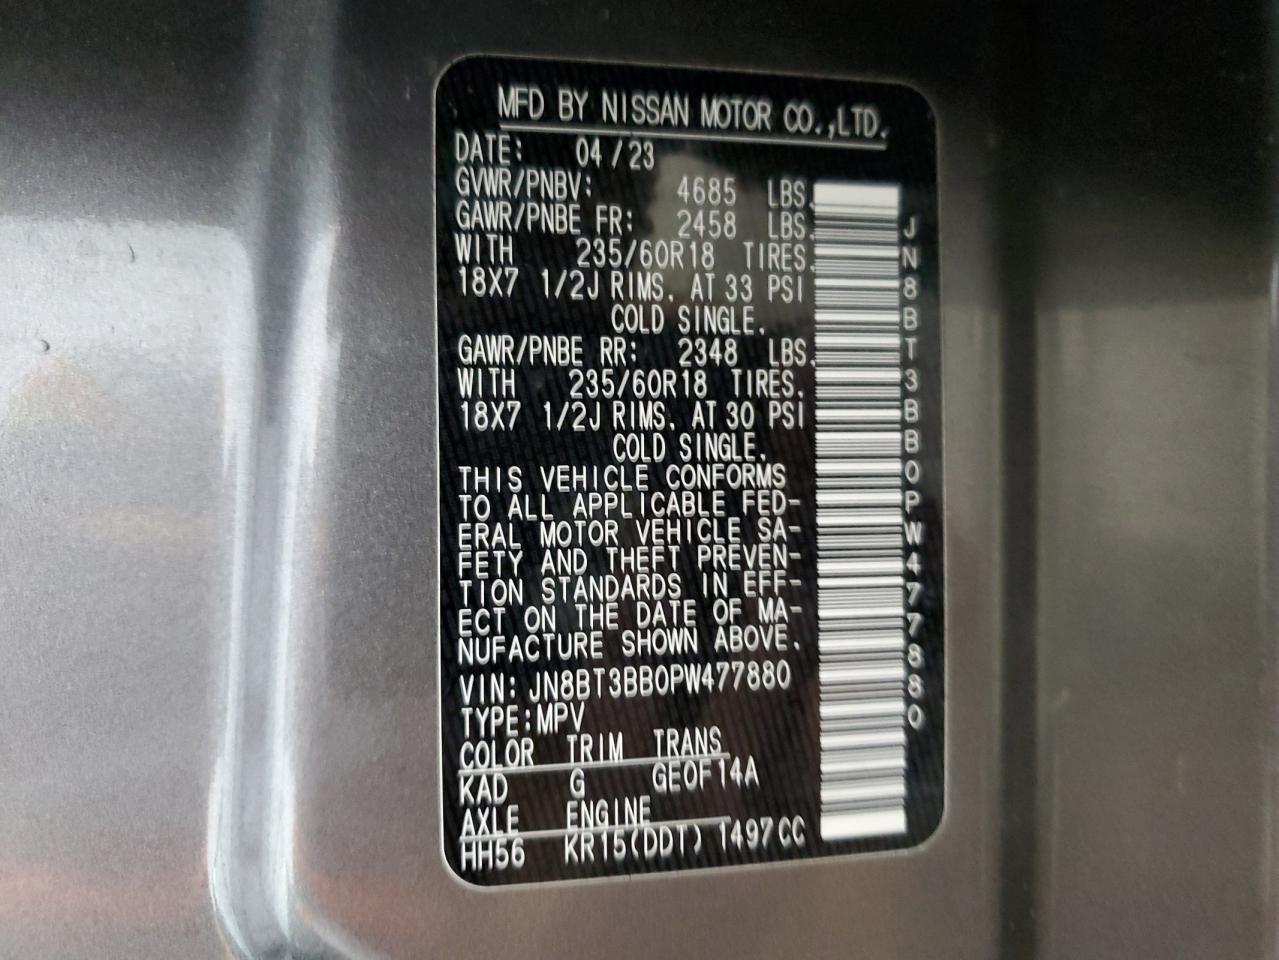 MFD BY NISSAN MOTOR CO.,LTD.
DATE: 04/23
GVWR/PNBV: 4685 LBS.
GAWR/PNBE FR: 2458 LBS.
WITH 235/60R18 TIRES.
18X7 1/2J RIMS. AT 33 PSI
COLD SINGLE.
GAWR/PNBE RR: 2348 LBS.
WITH 235/60R18 TIRES.
18X7 1/2J RIMS. AT 30 PSI
COLD SINGLE.
THIS VEHICLE CONFORMS
TO ALL APPLICABLE FED-
ERAL MOTOR VEHICLE SA-
FETY AND THEFT PREVEN-
TION STANDARDS IN EFF-
ECT ON THE DATE OF MA-
NUFACTURE SHOWN ABOVE.
VIN: JN8BT3BB0PW477880
TYPE:MPV
COLOR TRIM TRANS
KAD G GE0F14A
AXLE ENGINE
HH56 KR15(DDT) 1497CC
JN8BT3BB0PW477880